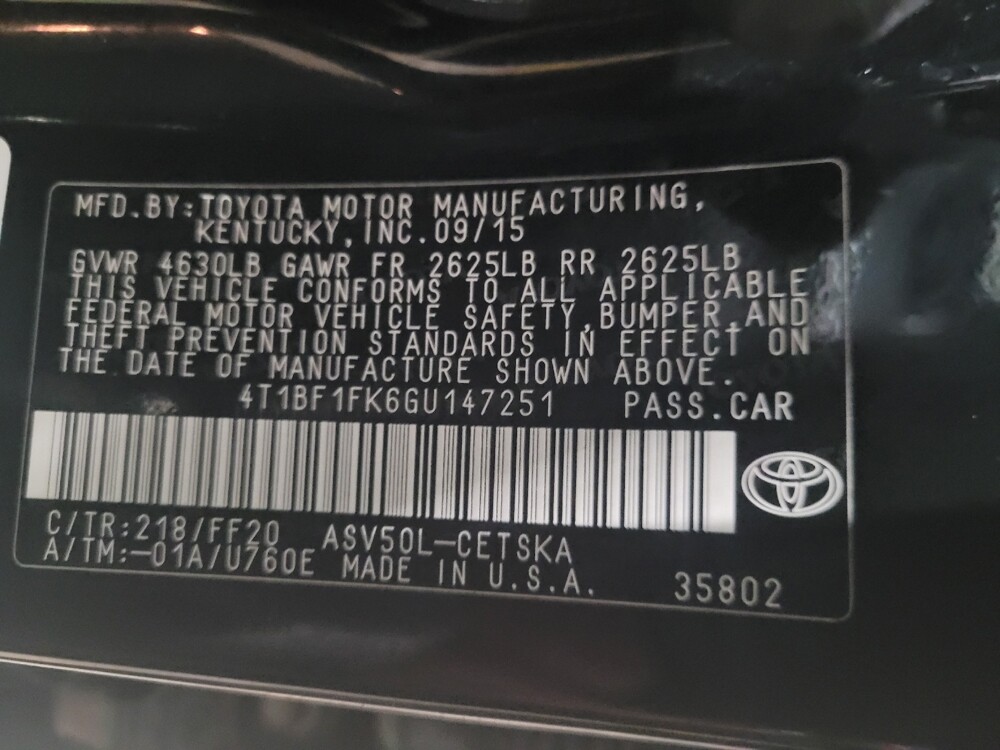 MFD.BY:TOYOTA MOTOR MANUFACTURING,
KENTUCKY,INC.09/15
GVWR 4630LB GAWR FR 2625LB RR 2625LB
THIS VEHICLE CONFORMS TO ALL APPLICABLE
FEDERAL MOTOR VEHICLE SAFETY,BUMPER,AND
THEFT PREVENTION STANDARDS IN EFFECT ON
THE DATE OF MANUFACTURE SHOWN ABOVE.
4T1BF1FK6GU147251 PASS.CAR
C/TR:218/FF20 ASV50L-CETSKA
A/TM:-01A/U760E MADE IN U.S.A. 35802